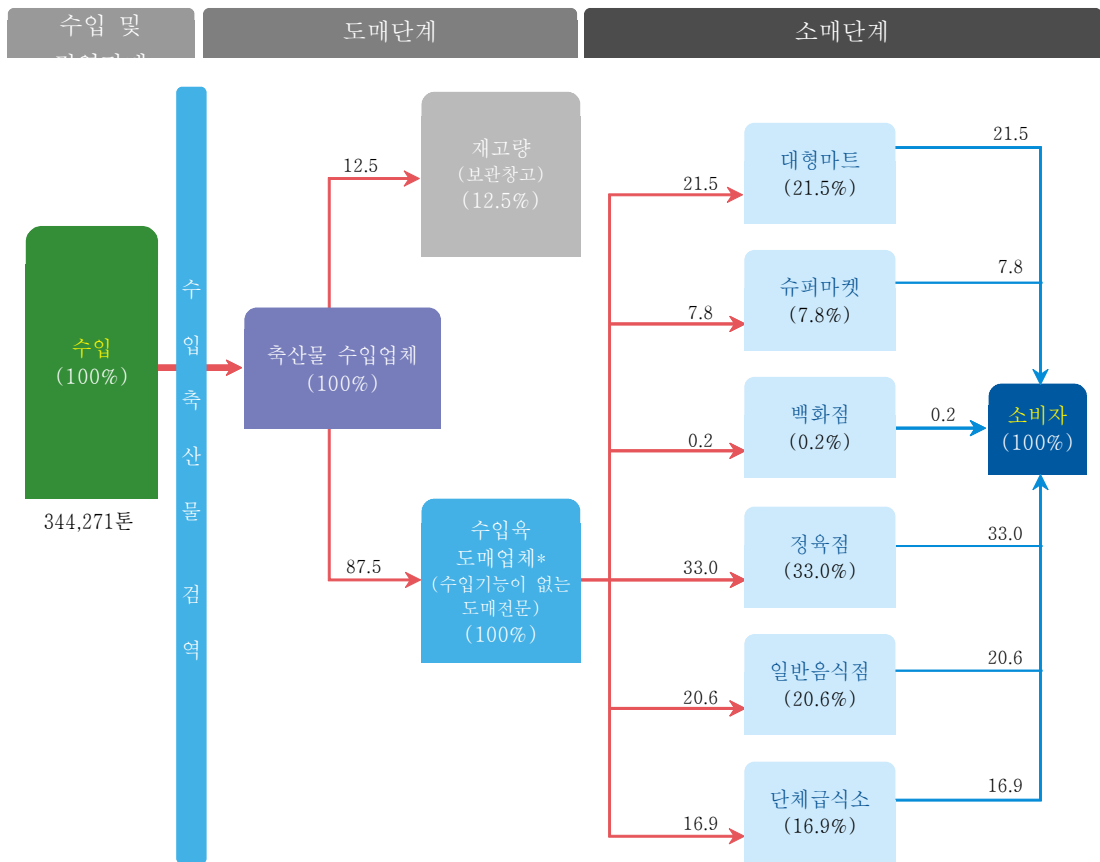 수입 및
도매단계
소매단계
재고량
(보관창고)
(12.5%)
12.5
대형마트
(21.5%)
21.5
21.5
슈퍼마켓
(7.8%)
7.8
7.8
수입
(100%)
344,271톤
수 입 축 산 물 검 역
축산물 수입업체
(100%)
백화점
(0.2%)
0.2
0.2
소비자
(100%)
87.5
수입육
도매업체*
(수입기능이 없는
도매전문)
(100%)
33.0
정육점
(33.0%)
33.0
20.6
일반음식점
(20.6%)
20.6
16.9
단체급식소
(16.9%)
16.9